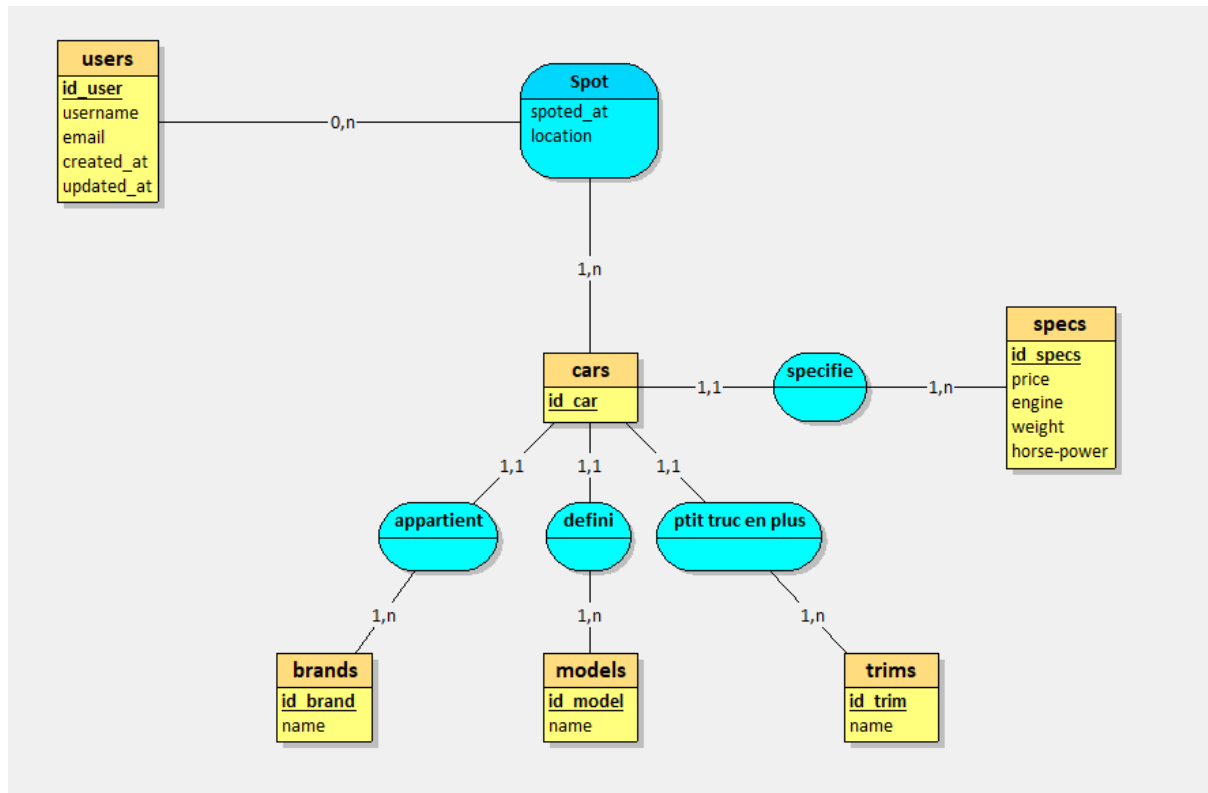 users
id_user
username
email
created_at
updated_at
0,n
Spot
spoted_at
location
1,n
cars
id_car
1,1
specifie
1,n
specs
id_specs
price
engine
weight
horse-power
1,1
1,1
1,1
appartient
defini
ptit truc en plus
1,n
1,n
1,n
brands
id_brand
name
models
id_model
name
trims
id_trim
name